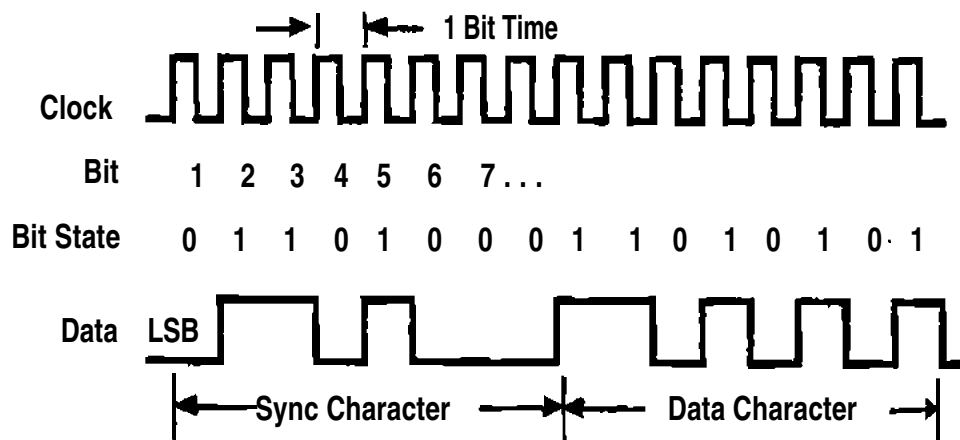 1 Bit Time
Clock
Bit 1 2 3 4 5 6 7 . . .
Bit State 0 1 1 0 1 0 0 0 1 1 0 1 0 1 0 1
Data LSB
Sync Character Data Character